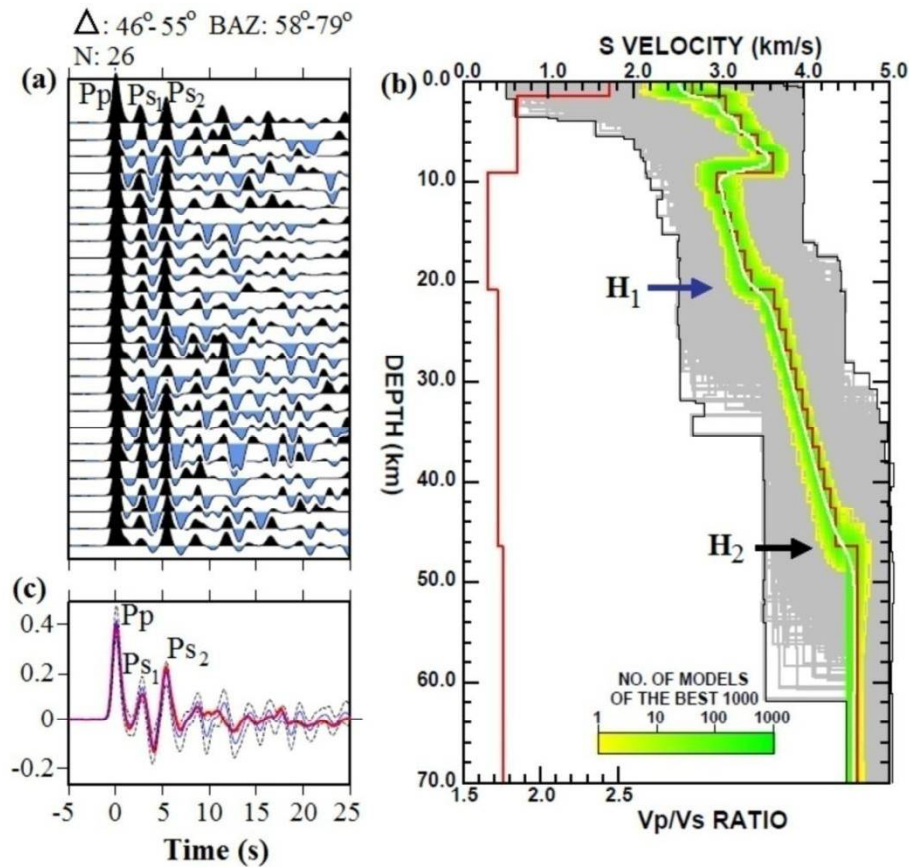 Δ: 46°-55° BAZ: 58°-79°
N: 26
(a)
Pp Ps1 Ps2
(c)
Pp
Ps1 Ps2
0.4
0.2
0
-0.2
-5 0 5 10 15 20 25
Time (s)
S VELOCITY (km/s)
(b)
0.0 1.0 2.0 3.0 4.0 5.0
0.0
10.0
20.0
30.0
40.0
50.0
60.0
70.0
DEPTH (km)
H1
H2
NO. OF MODELS
OF THE BEST 1000
1 10 100 1000
1.5 2.0 2.5
Vp/Vs RATIO